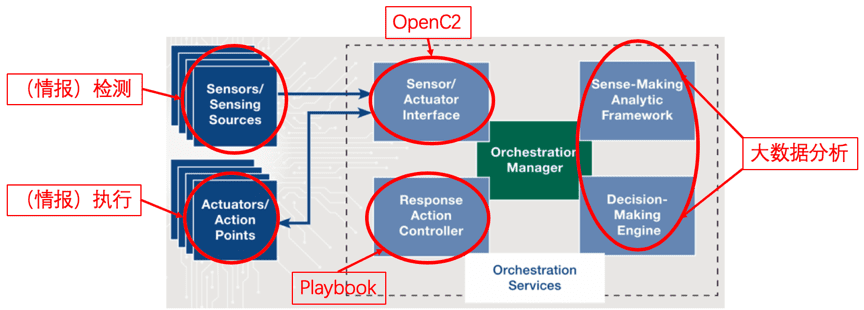 OpenC2
（情报）检测
Sensors/
Sensing
Sources
Sensor/
Actuator
Interface
Sense-Making
Analytic
Framework
Orchestration
Manager
大数据分析
（情报）执行
Actuators/
Action
Points
Response
Action
Controller
Decision-
Making
Engine
Playbbok
Orchestration
Services